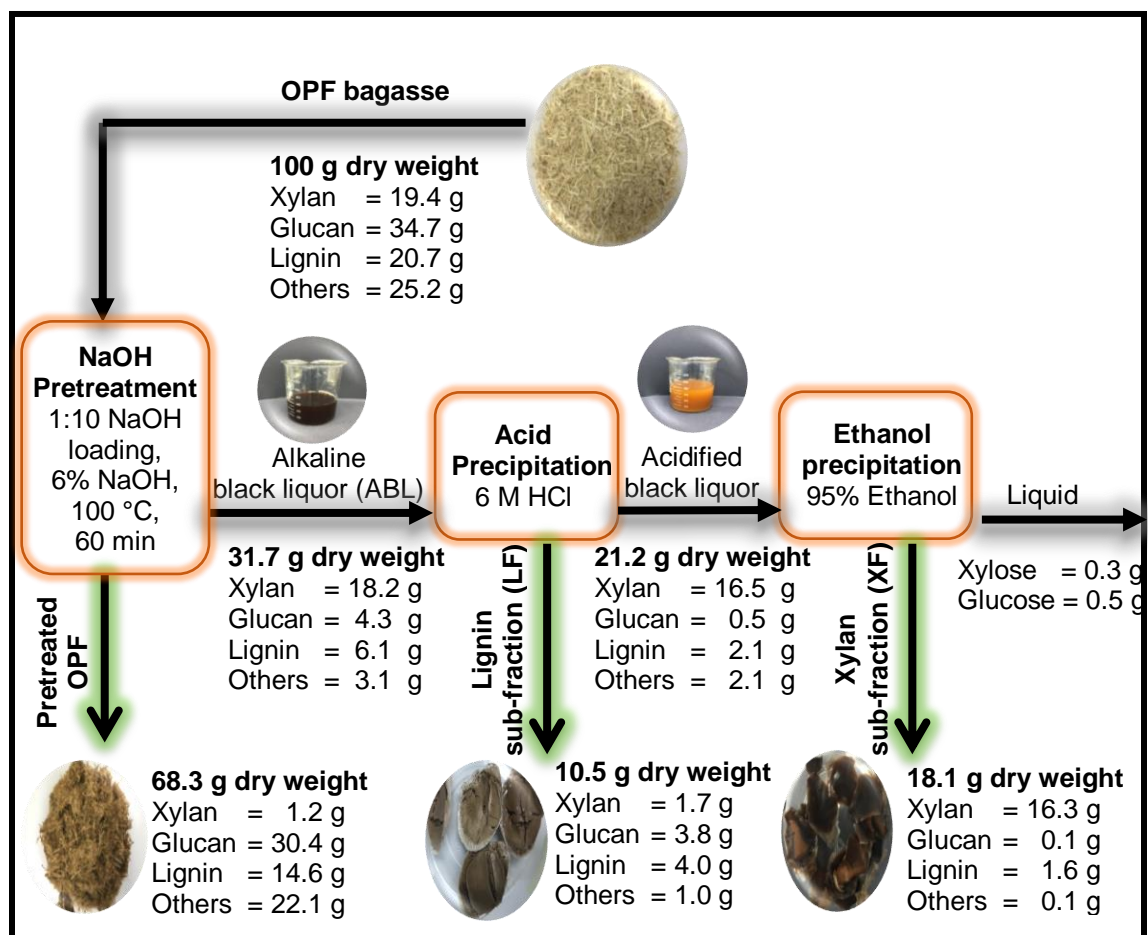 OPF bagasse
100 g dry weight
Xylan = 19.4 g
Glucan = 34.7 g
Lignin = 20.7 g
Others = 25.2 g
NaOH
Pretreatment
1:10 NaOH
loading,
6% NaOH,
100 °C,
60 min
Alkaline
black liquor (ABL)
31.7 g dry weight
Xylan = 18.2 g
Glucan = 4.3 g
Lignin = 6.1 g
Others = 3.1 g
Acid
Precipitation
6 M HCl
Acidified
black liquor
21.2 g dry weight
Xylan = 16.5 g
Glucan = 0.5 g
Lignin = 2.1 g
Others = 2.1 g
Ethanol
precipitation
95% Ethanol
Liquid
Xylose = 0.3 g
Glucose = 0.5 g
Pretreated
OPF
68.3 g dry weight
Xylan = 1.2 g
Glucan = 30.4 g
Lignin = 14.6 g
Others = 22.1 g
Lignin
sub-fraction (LF)
10.5 g dry weight
Xylan = 1.7 g
Glucan = 3.8 g
Lignin = 4.0 g
Others = 1.0 g
Xylan
sub-fraction (XF)
18.1 g dry weight
Xylan = 16.3 g
Glucan = 0.1 g
Lignin = 1.6 g
Others = 0.1 g